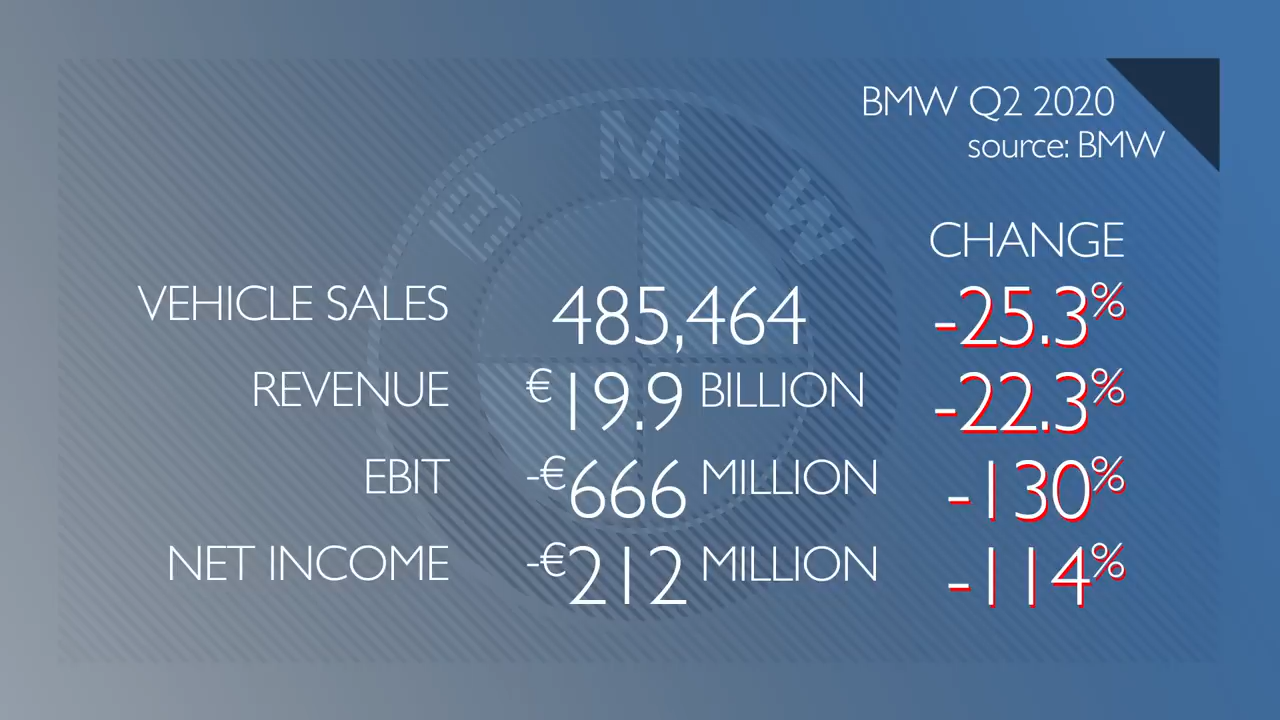 BMW Q2 2020
source: BMW
BMW
CHANGE
VEHICLE SALES 485,464 -25.3%
REVENUE €19.9 BILLION -22.3%
EBIT -€666 MILLION -130%
NET INCOME -€212 MILLION -114%